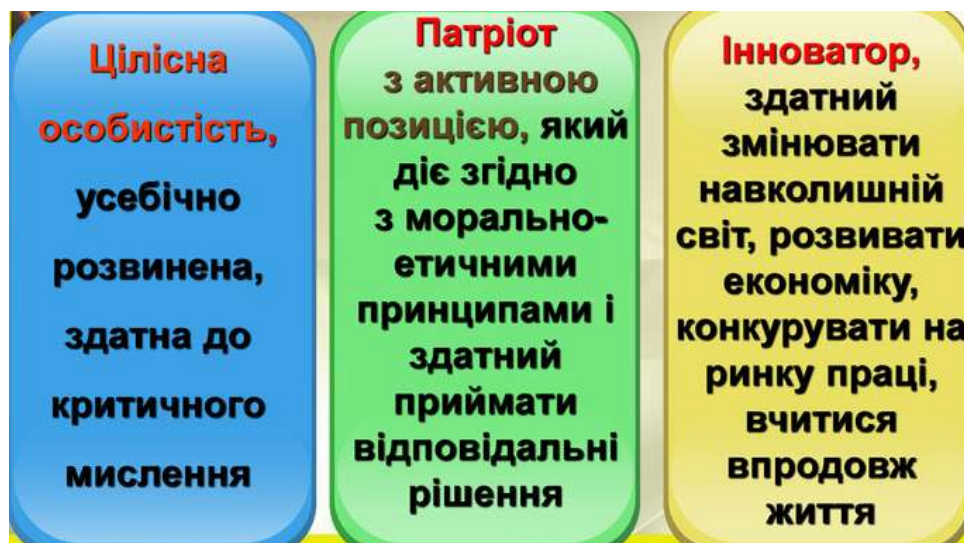 Цілісна
особистість,
усебічно
розвинена,
здатна до
критичного
мислення
Патріот
з активною
позицією, який
діє згідно
з морально-
етичними
принципами і
здатний
приймати
відповідальні
рішення
Інноватор,
здатний
змінювати
навколишній
світ, розвивати
економіку,
конкурувати на
ринку праці,
вчитися
впродовж
життя